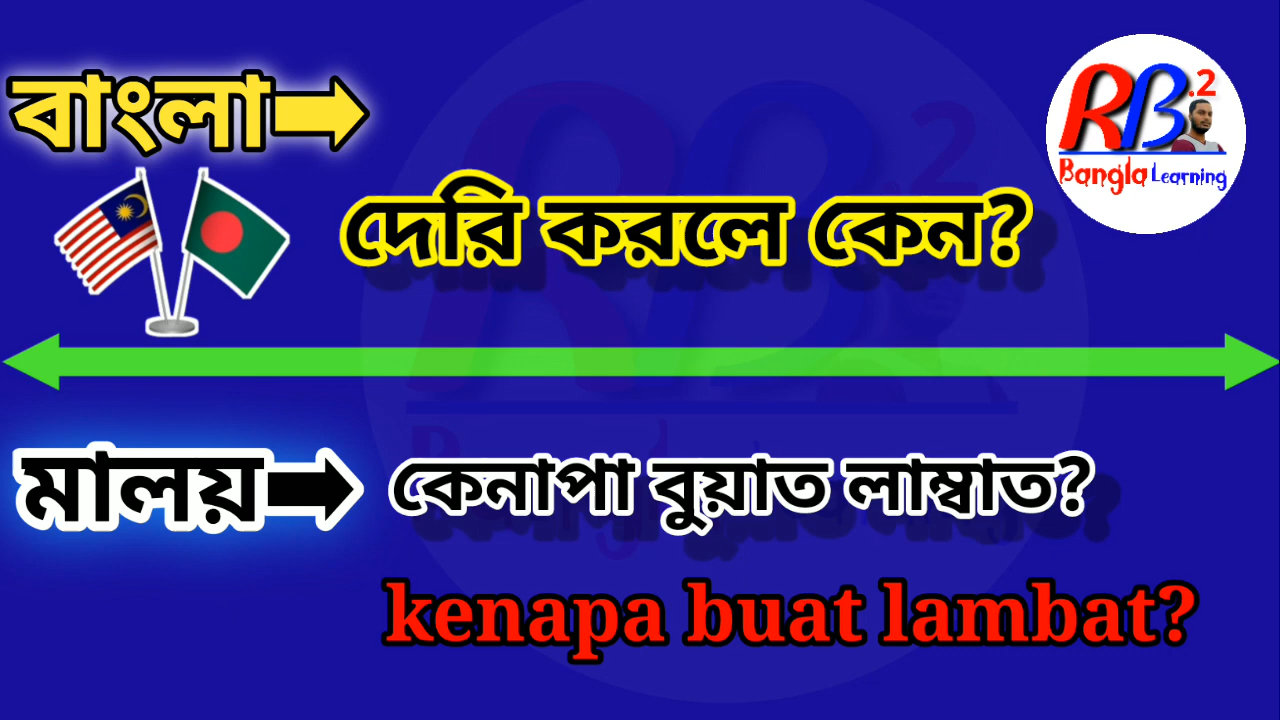 বাংলা
RB.2
Bangla Learning
দেরি করলে কেন?
মালয়
কেনাপা বুয়াত লাম্বাত?
kenapa buat lambat?